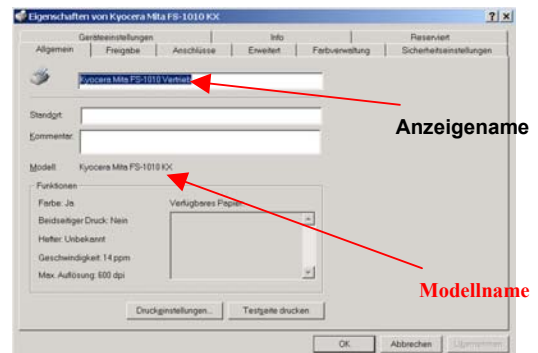 Eigenschaften von Kyocera Mita FS-1010 KX
Geräteeinstellungen Info Reserviert
Allgemein Freigabe Anschlüsse Erweitert Farbverwaltung Sicherheitseinstellungen
Kyocera Mita FS-1010 Vertrieb
Anzeigename
Standort:
Kommentar:
Modell: Kyocera Mita FS-1010 KX
Funktionen
Farbe: Ja Verfügbares Papier:
Beidseitiger Druck: Nein
Hefter: Unbekannt
Geschwindigkeit: 14 ppm
Max. Auflösung: 600 dpi
Modellname
Druckeinstellungen... Testseite drucken
OK Abbrechen Übernehmen